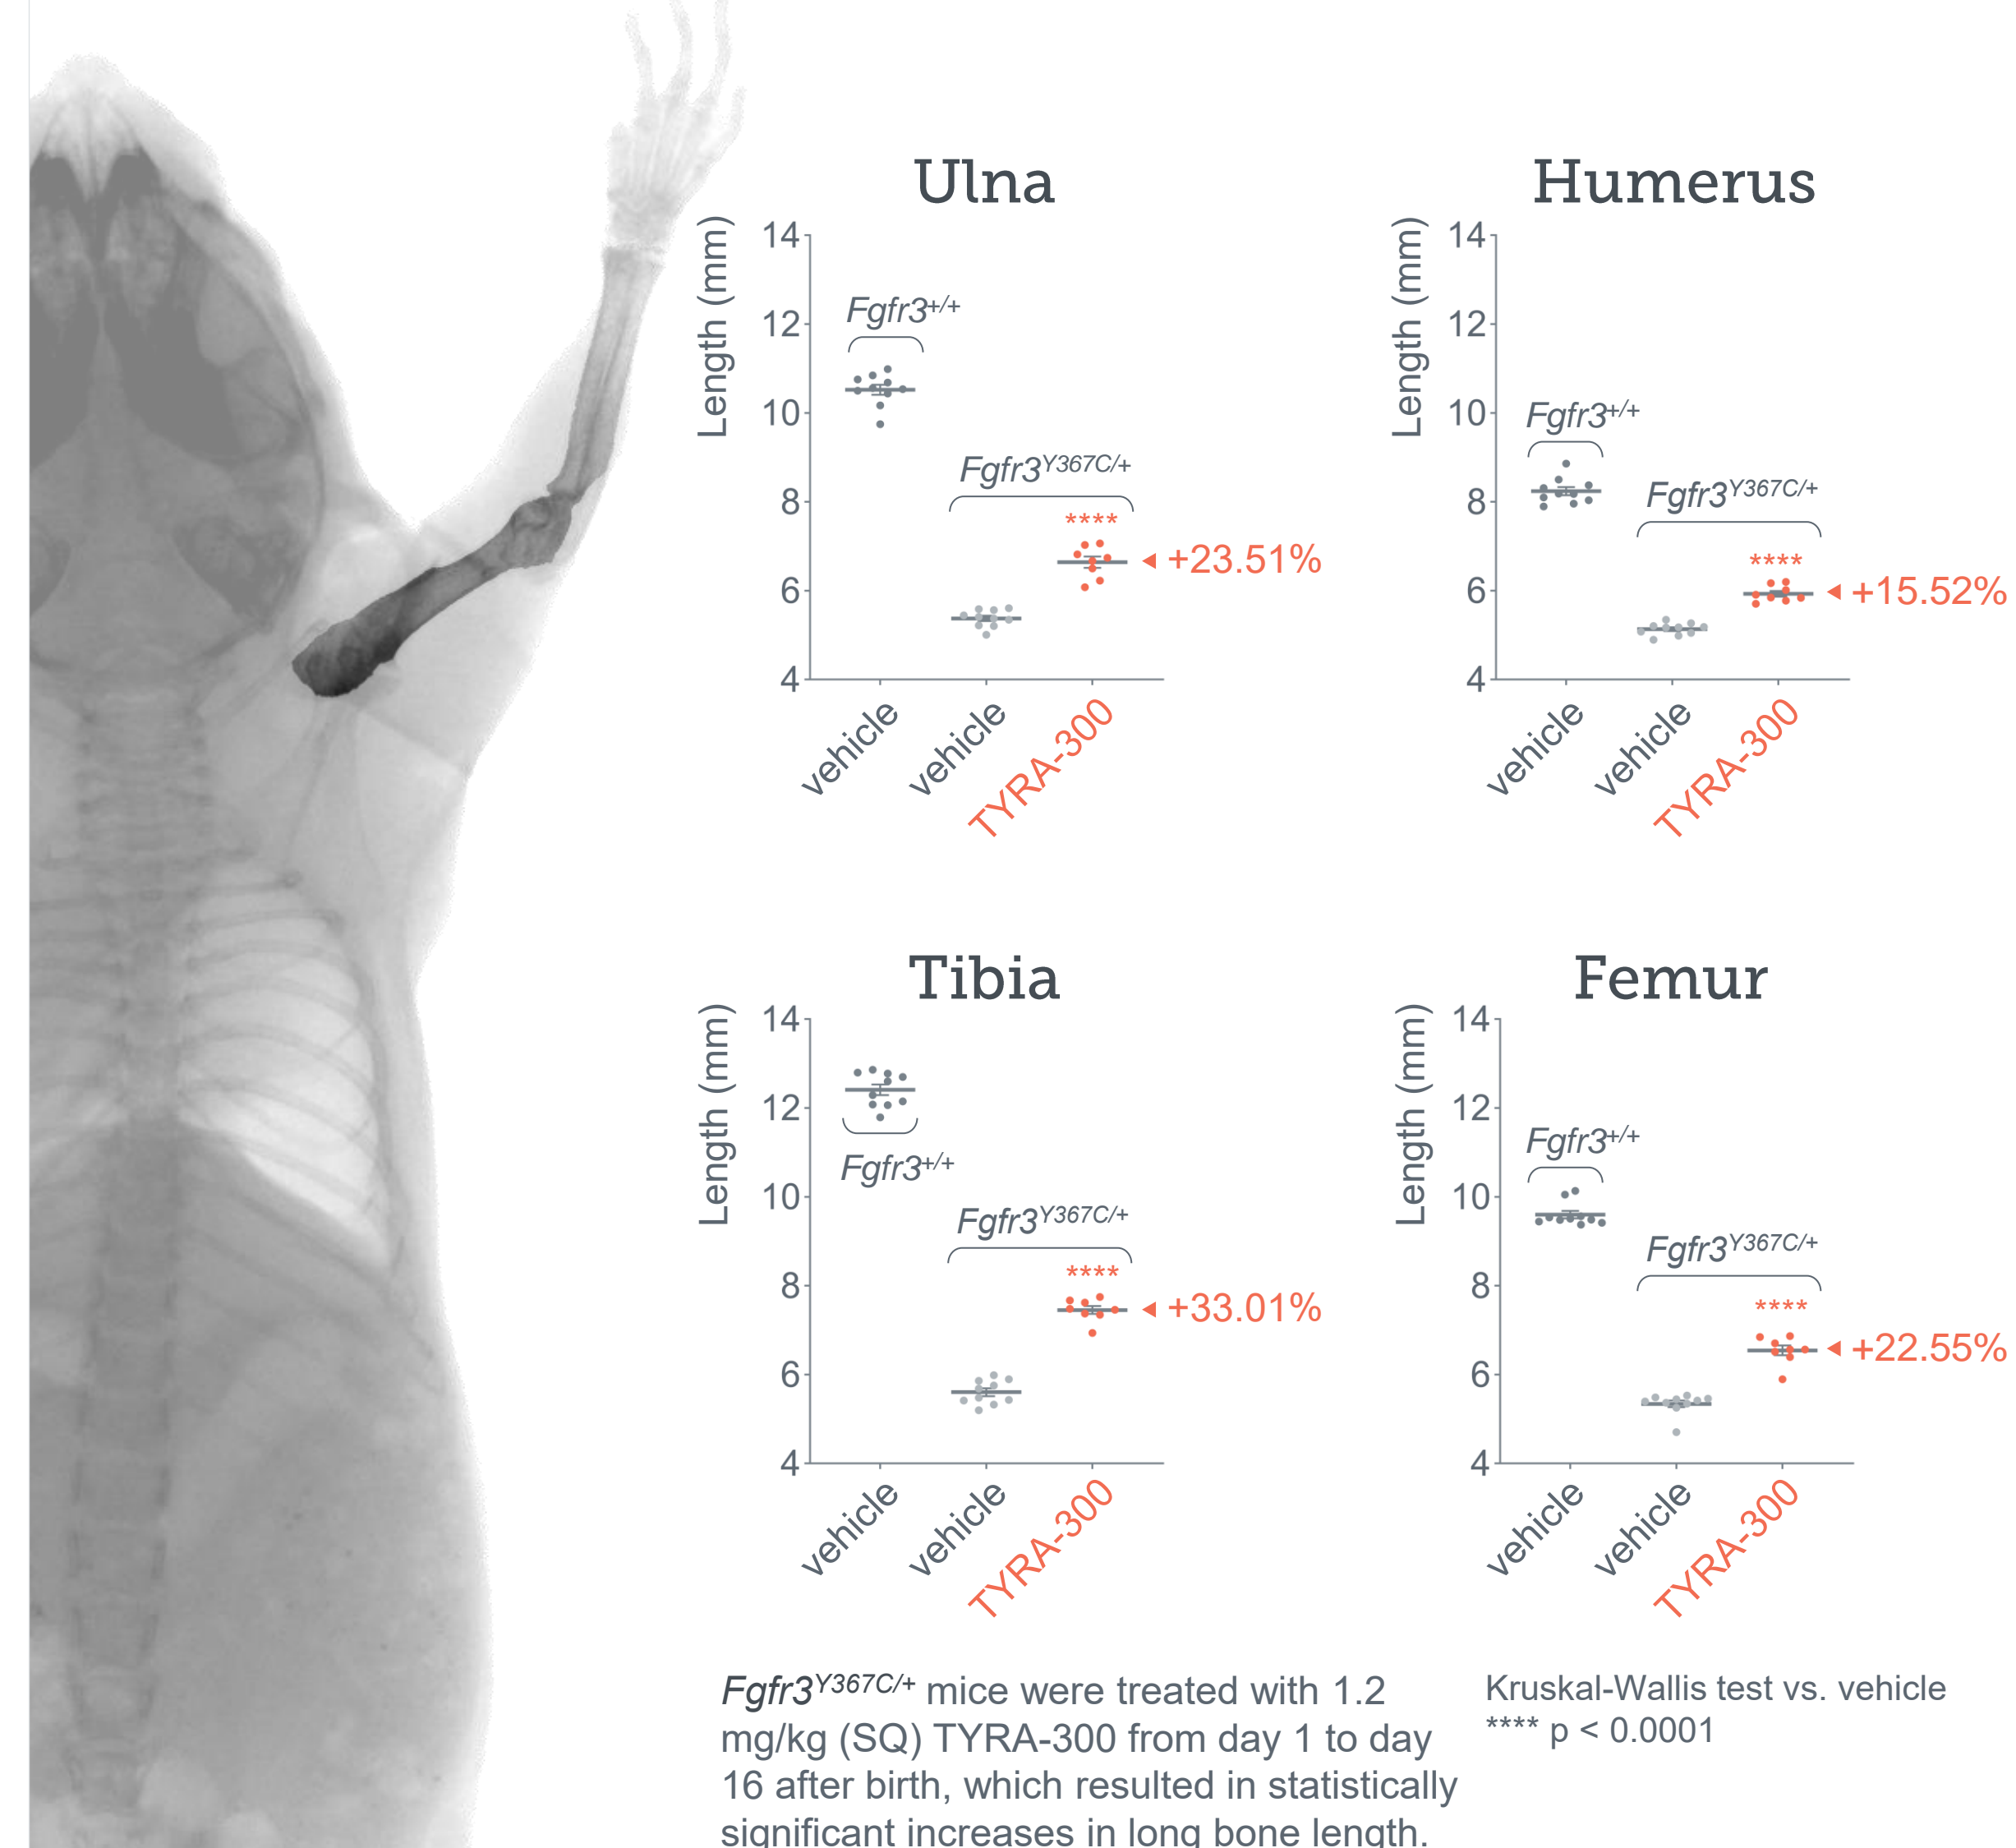 Ulna
Length (mm)
14
12
10
8
6
4
Fgfr3+/+
Fgfr3Y367C/+
****
+23.51%
vehicle
vehicle
TYRA-300
Humerus
Length (mm)
14
12
10
8
6
4
Fgfr3+/+
Fgfr3Y367C/+
****
+15.52%
vehicle
vehicle
TYRA-300
Tibia
Length (mm)
14
12
10
8
6
4
Fgfr3+/+
Fgfr3Y367C/+
****
+33.01%
vehicle
vehicle
TYRA-300
Femur
Length (mm)
14
12
10
8
6
4
Fgfr3+/+
Fgfr3Y367C/+
****
+22.55%
vehicle
vehicle
TYRA-300
Fgfr3Y367C/+ mice were treated with 1.2
mg/kg (SQ) TYRA-300 from day 1 to day
16 after birth, which resulted in statistically
significant increases in long bone length.
Kruskal-Wallis test vs. vehicle
**** p < 0.0001